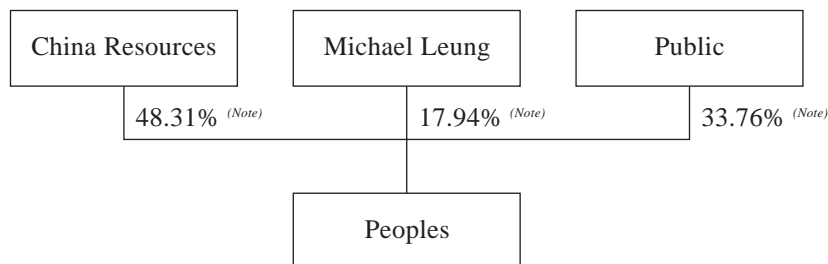 China Resources
Michael Leung
Public
48.31% (Note)
17.94% (Note)
33.76% (Note)
Peoples